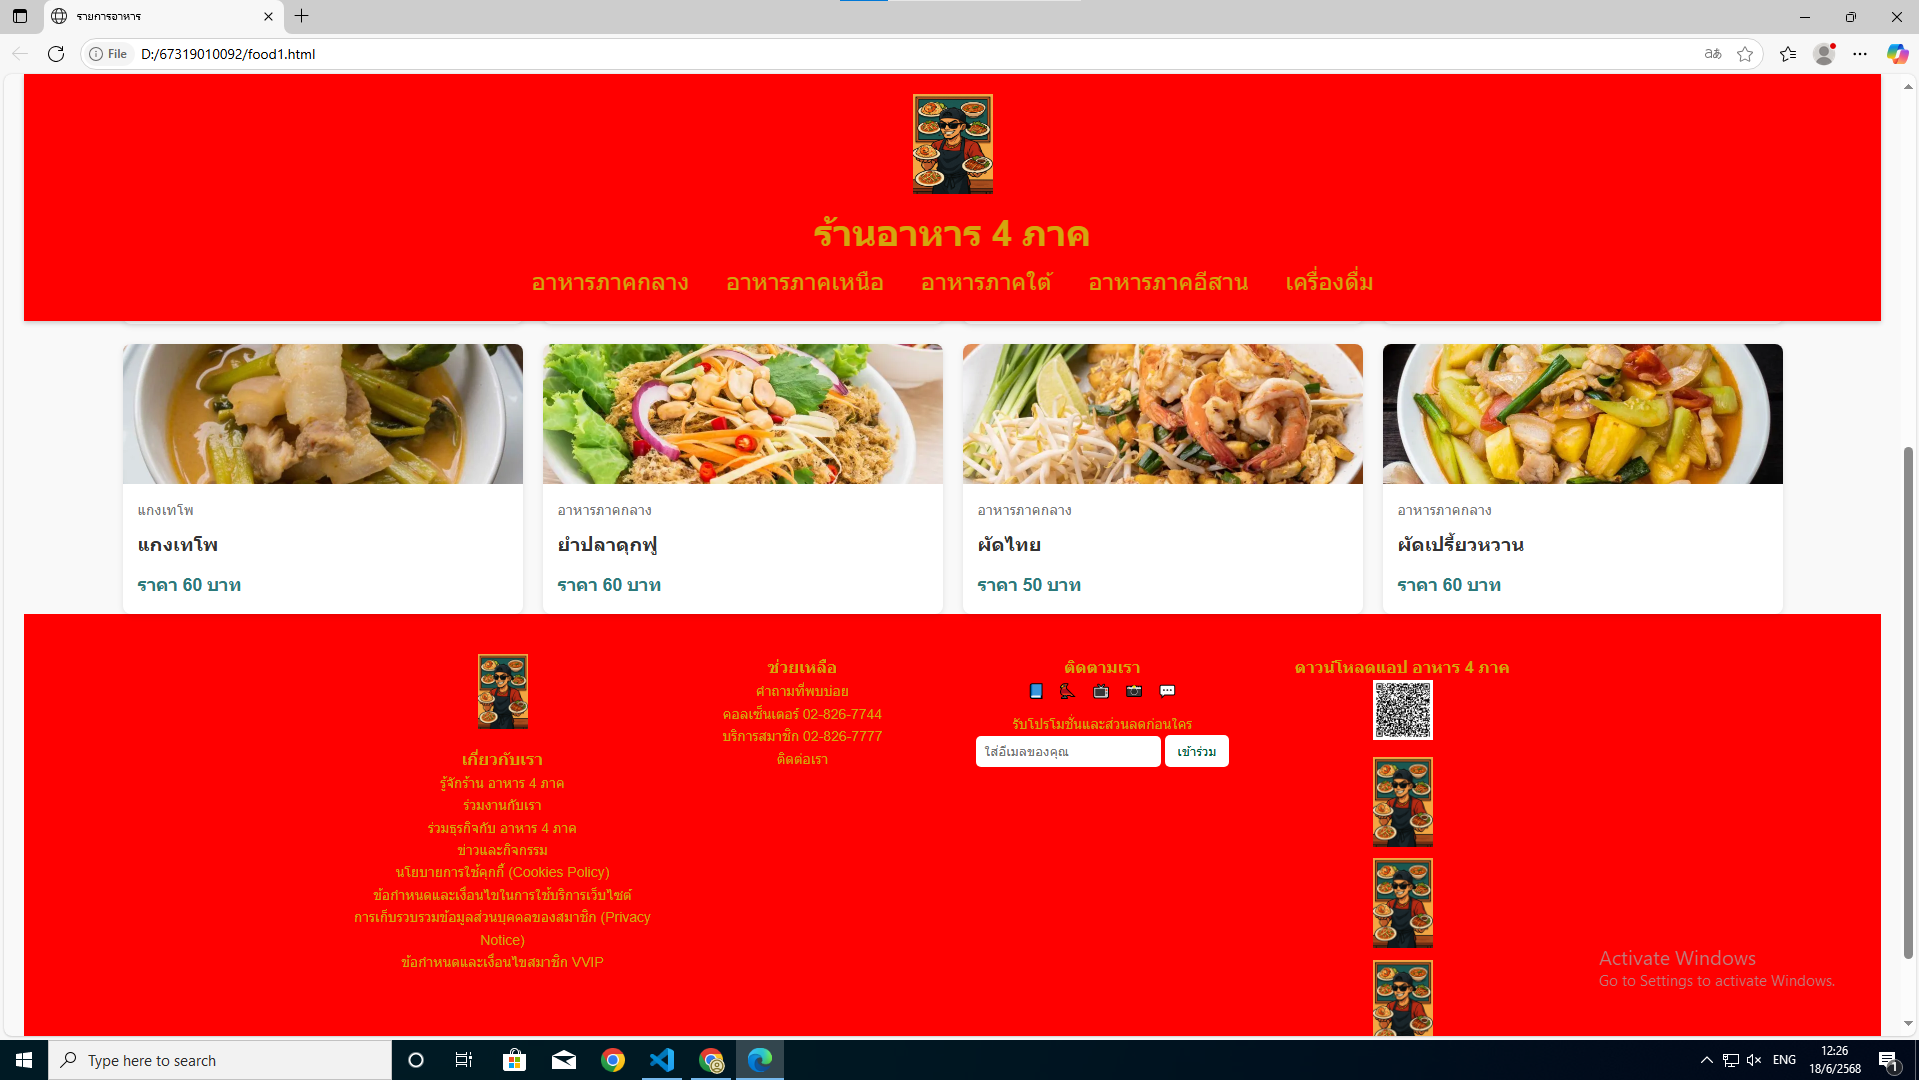 รายการอาหาร
File
D:/67319010092/food1.html
ร้านอาหาร 4 ภาค
อาหารภาคกลาง อาหารภาคเหนือ อาหารภาคใต้ อาหารภาคอีสาน เครื่องดื่ม
แกงเทโพ
แกงเทโพ
ราคา 60 บาท
อาหารภาคกลาง
ยำปลาดุกฟู
ราคา 60 บาท
อาหารภาคกลาง
ผัดไทย
ราคา 50 บาท
อาหารภาคกลาง
ผัดเปรี้ยวหวาน
ราคา 60 บาท
เกี่ยวกับเรา
รู้จักร้าน อาหาร 4 ภาค
ร่วมงานกับเรา
ร่วมธุรกิจกับ อาหาร 4 ภาค
ข่าวและกิจกรรม
นโยบายการใช้คุกกี้ (Cookies Policy)
ข้อกำหนดและเงื่อนไขในการใช้บริการเว็บไซต์
การเก็บรวบรวมข้อมูลส่วนบุคคลของสมาชิก (Privacy
Notice)
ข้อกำหนดและเงื่อนไขสมาชิก VVIP
ช่วยเหลือ
คำถามที่พบบ่อย
คอลเซ็นเตอร์ 02-826-7744
บริการสมาชิก 02-826-7777
ติดต่อเรา
ติดตามเรา
รับโปรโมชั่นและส่วนลดก่อนใคร
ใส่อีเมลของคุณ
เข้าร่วม
ดาวน์โหลดแอป อาหาร 4 ภาค
Activate Windows
Go to Settings to activate Windows.
Type here to search
ENG
12:26
18/6/2568
1